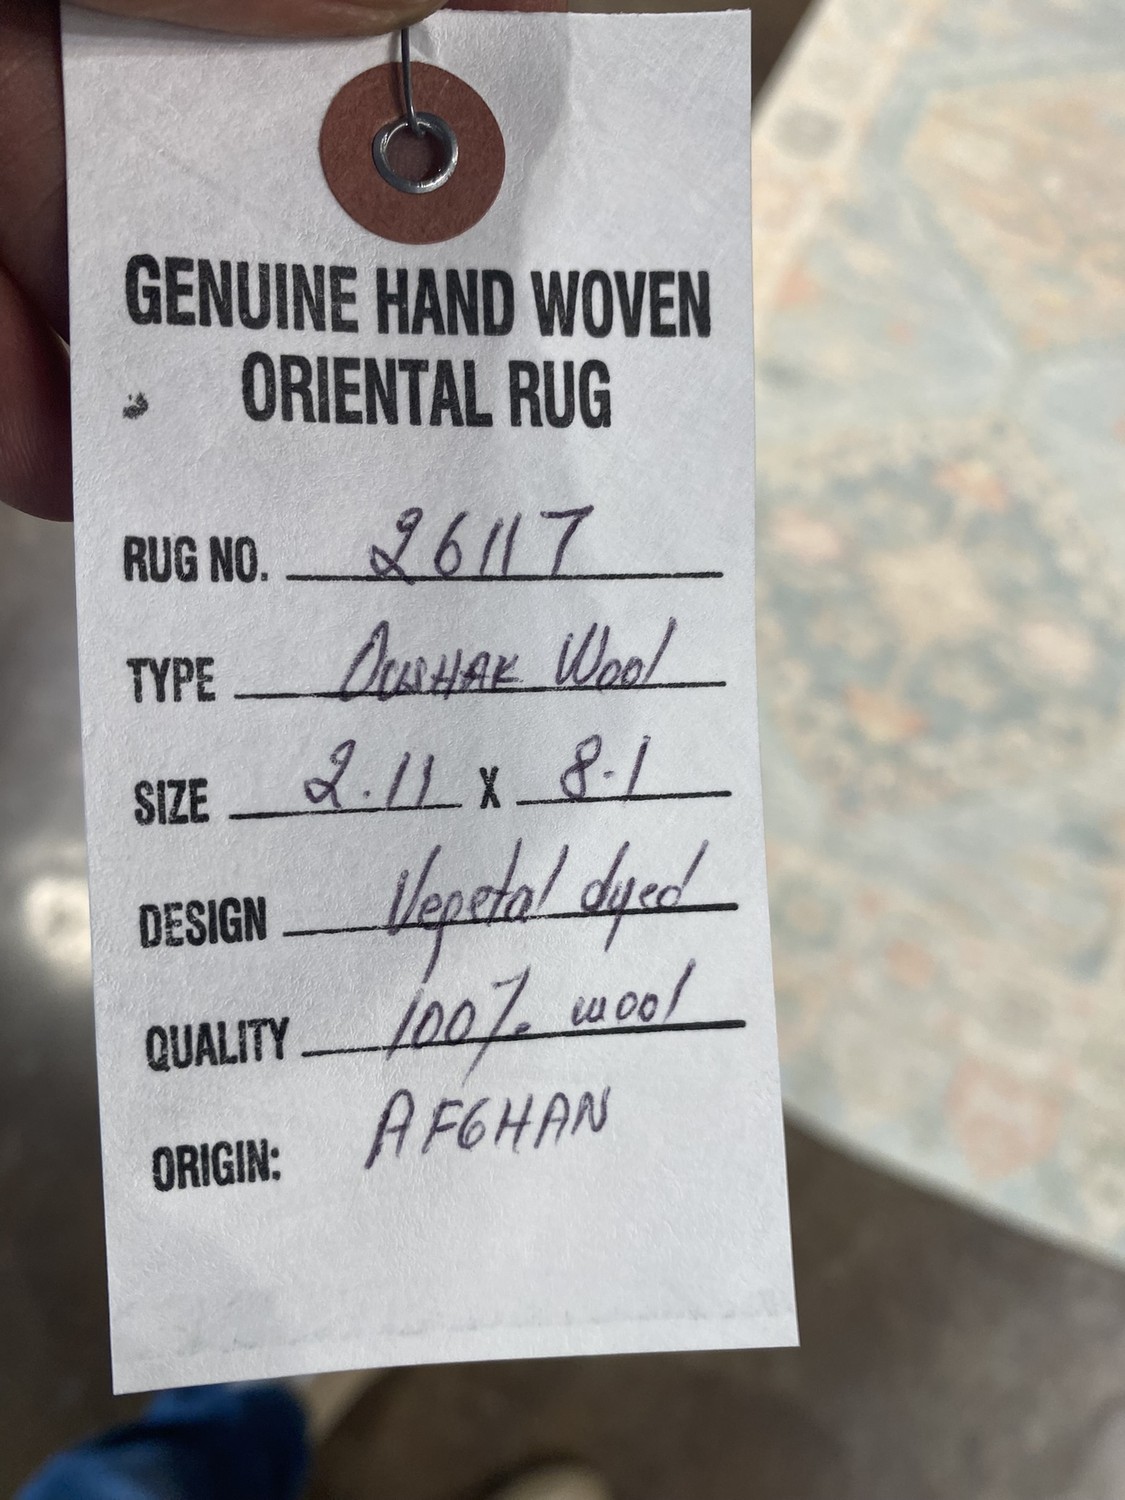 GENUINE HAND WOVEN
ORIENTAL RUG
RUG NO. 26117
TYPE OUSHAK Wool
SIZE 2.11 X 8.1
DESIGN Vegetal dyed
QUALITY 100% wool
ORIGIN: AFGHAN